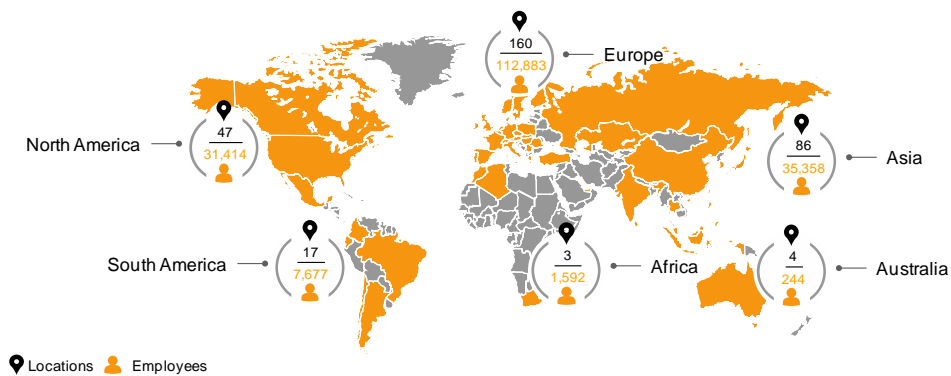 160
112,883
Europe
47
31,414
North America
86
35,358
Asia
17
7,677
South America
3
1,592
Africa
4
244
Australia
Locations
Employees